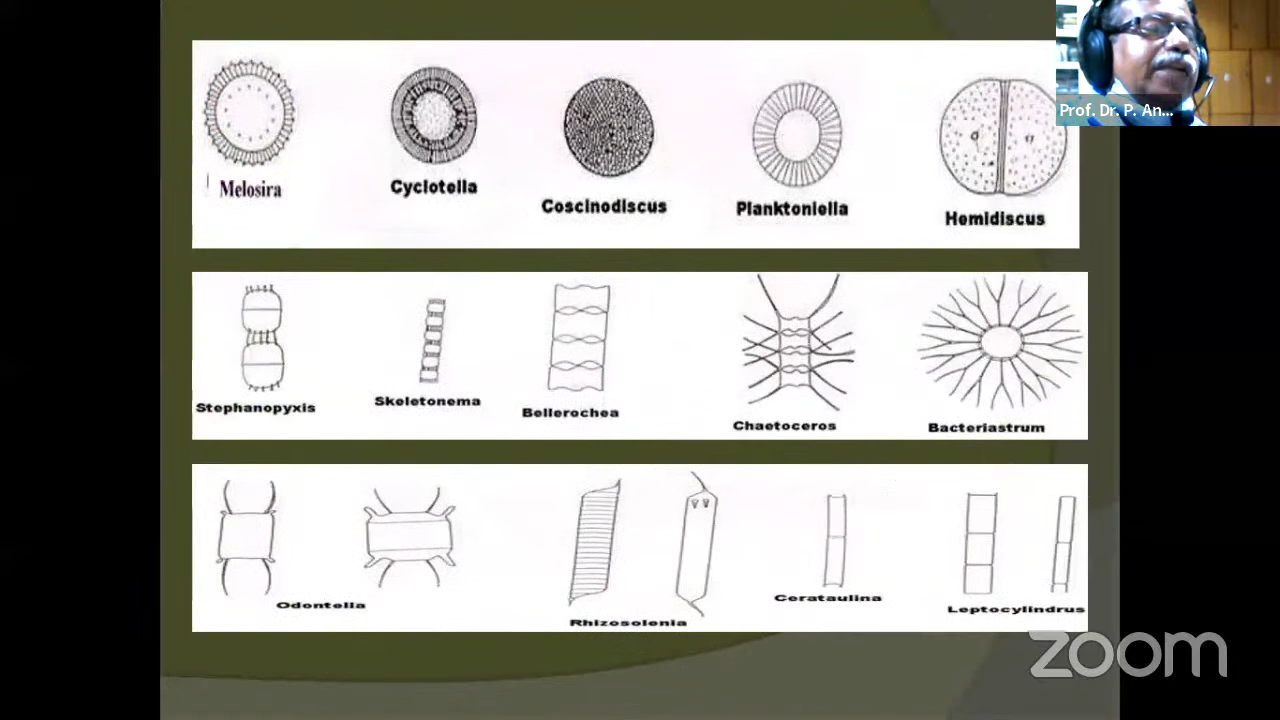 Prof. Dr. P. An...
Melosira
Cyclotella
Coscinodiscus
Planktoniella
Hemidiscus
Stephanopyxis
Skeletonema
Bellerochea
Chaetoceros
Bacteriastrum
Odontella
Rhizosolenia
Cerataulina
Leptocylindrus
zoom